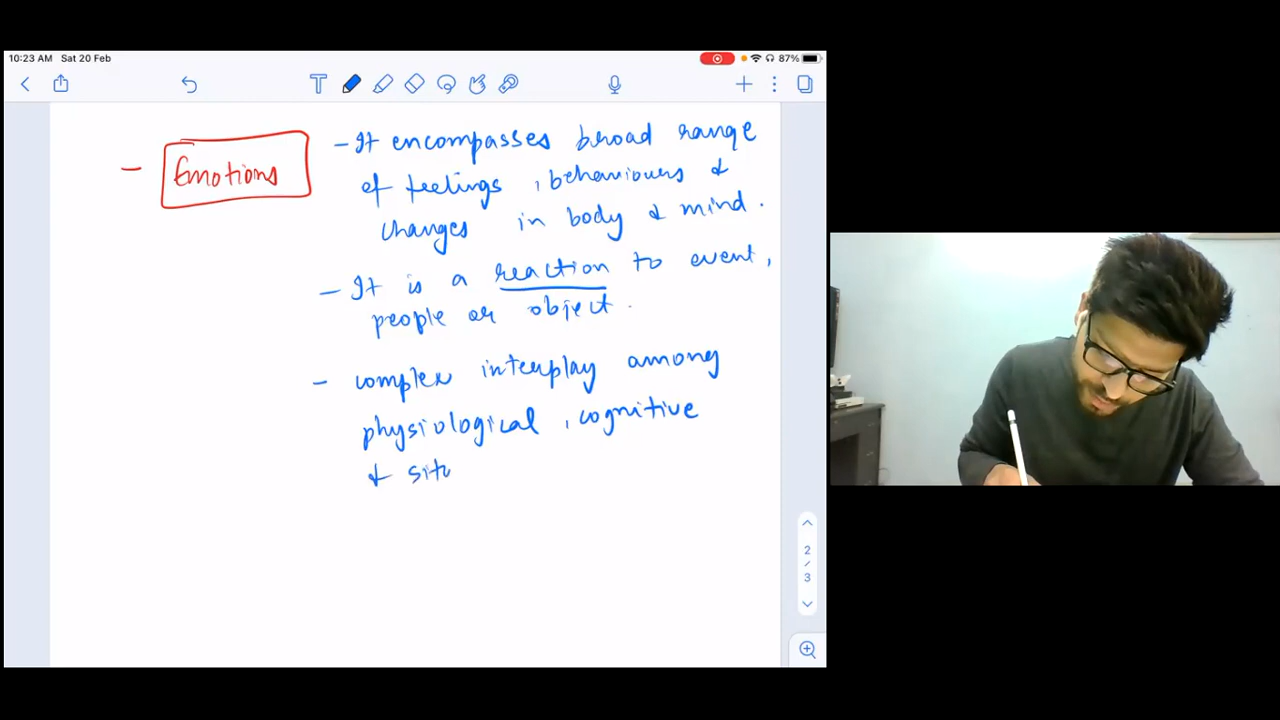 10:23 AM Sat 20 Feb
87%
T
- Emotions
- It encompasses broad range
of feelings, behaviours &
changes in body & mind.
- It is a reaction to event,
people or object.
- complex interplay among
physiological, cognitive
& situ
2
/
3